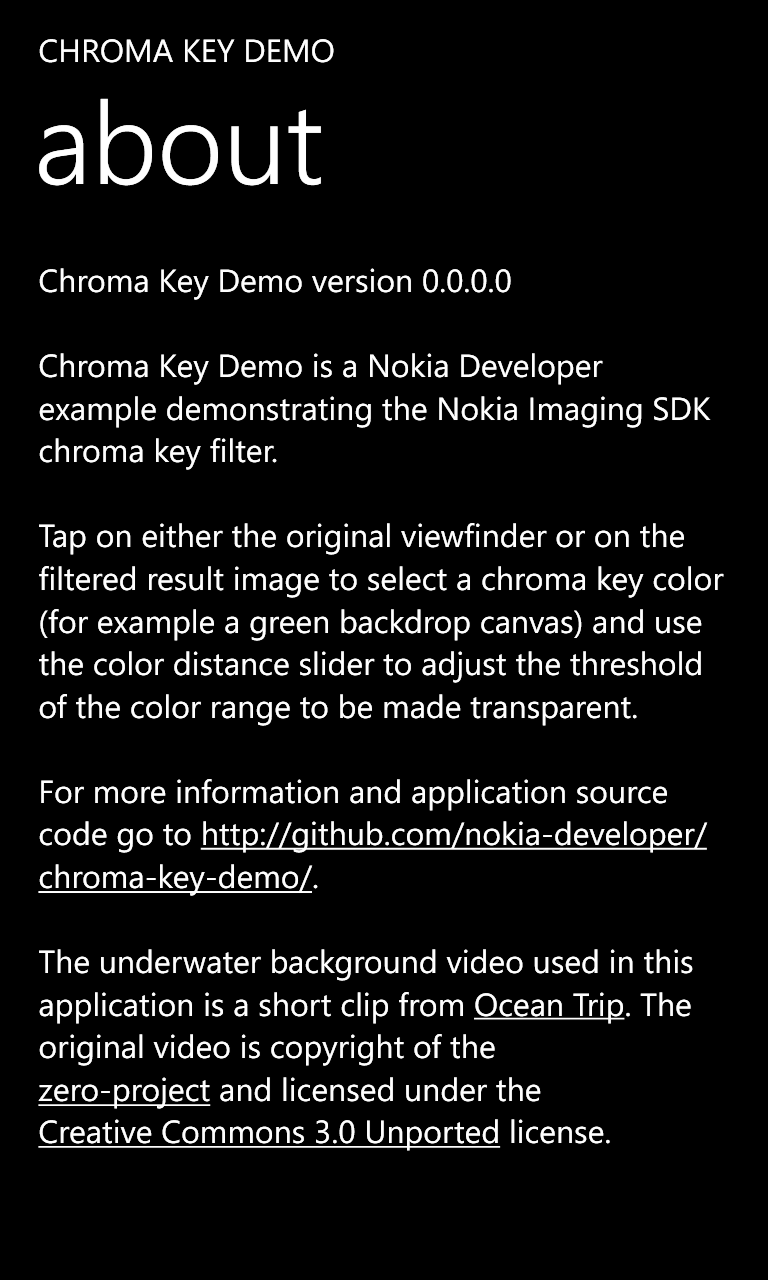 CHROMA KEY DEMO
about
Chroma Key Demo version 0.0.0.0
Chroma Key Demo is a Nokia Developer
example demonstrating the Nokia Imaging SDK
chroma key filter.
Tap on either the original viewfinder or on the
filtered result image to select a chroma key color
(for example a green backdrop canvas) and use
the color distance slider to adjust the threshold
of the color range to be made transparent.
For more information and application source
code go to http://github.com/nokia-developer/
chroma-key-demo/.
The underwater background video used in this
application is a short clip from Ocean Trip. The
original video is copyright of the
zero-project and licensed under the
Creative Commons 3.0 Unported license.